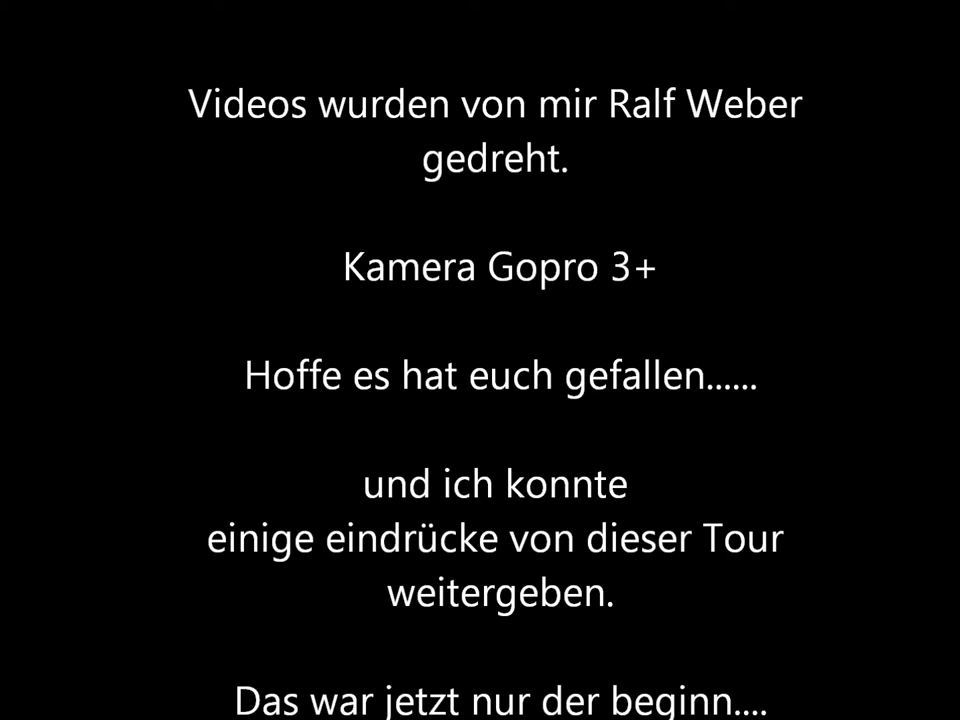 Videos wurden von mir Ralf Weber
gedreht.
Kamera Gopro 3+
Hoffe es hat euch gefallen......
und ich konnte
einige eindrücke von dieser Tour
weitergeben.
Das war jetzt nur der beginn....